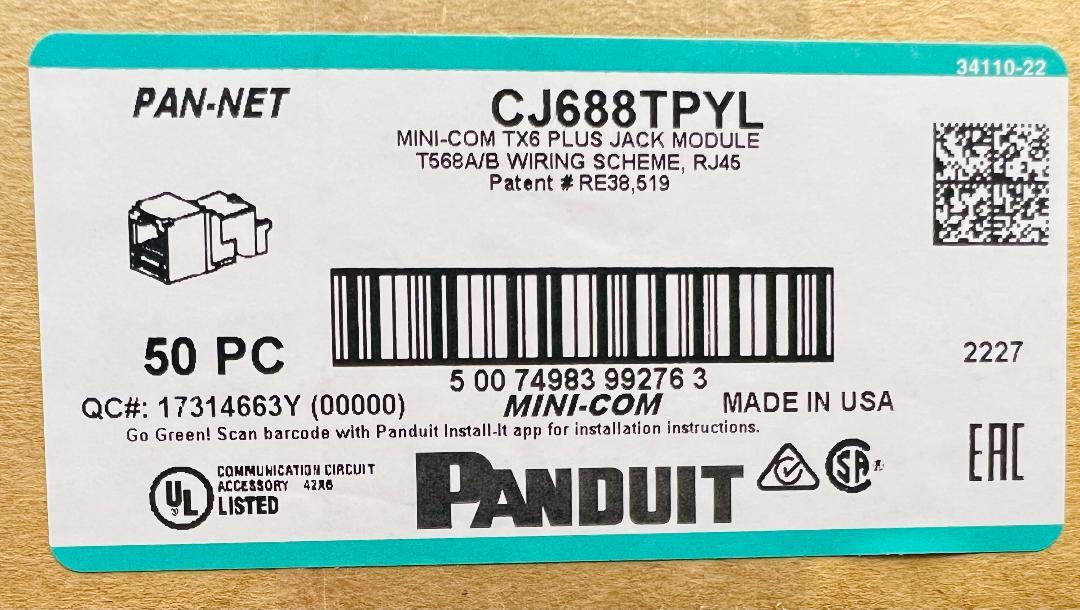 34110-22
PAN-NET
CJ688TPYL
MINI-COM TX6 PLUS JACK MODULE
T568A/B WIRING SCHEME, RJ45
Patent # RE38,519
50 PC
5 00 74983 99276 3
2227
QC#: 17314663Y (00000)
MINI-COM
MADE IN USA
Go Green! Scan barcode with Panduit Install-It app for installation instructions.
UL
COMMUNICATION CIRCUIT
ACCESSORY 42X6
LISTED
PANDUIT
SA
EAC